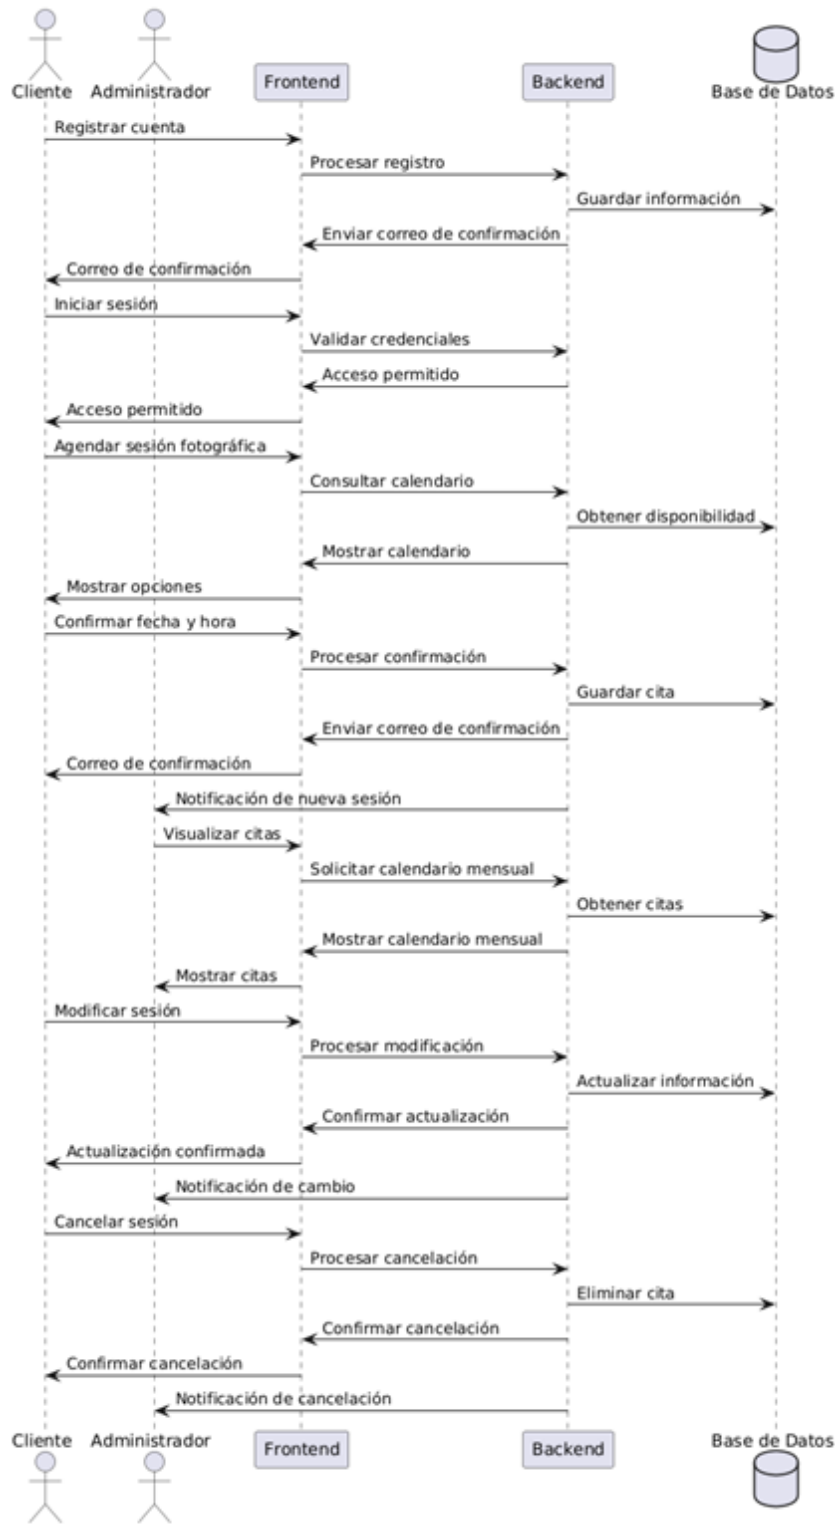 Cliente
Administrador
Frontend
Backend
Base de Datos
Registrar cuenta
Procesar registro
Guardar información
Enviar correo de confirmación
Correo de confirmación
Iniciar sesión
Validar credenciales
Acceso permitido
Acceso permitido
Agendar sesión fotográfica
Consultar calendario
Obtener disponibilidad
Mostrar calendario
Mostrar opciones
Confirmar fecha y hora
Procesar confirmación
Guardar cita
Enviar correo de confirmación
Correo de confirmación
Notificación de nueva sesión
Visualizar citas
Solicitar calendario mensual
Obtener citas
Mostrar calendario mensual
Mostrar citas
Modificar sesión
Procesar modificación
Actualizar información
Confirmar actualización
Actualización confirmada
Notificación de cambio
Cancelar sesión
Procesar cancelación
Eliminar cita
Confirmar cancelación
Confirmar cancelación
Notificación de cancelación
Cliente
Administrador
Frontend
Backend
Base de Datos